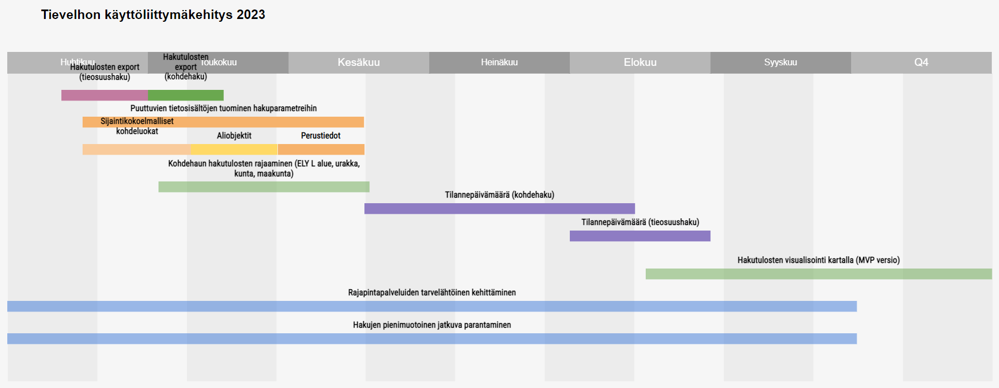 Tievelhon käyttöliittymäkehitys 2023
Huhtikuu
Toukokuu
Kesäkuu
Heinäkuu
Elokuu
Syyskuu
Q4
Hakutulosten export
(tieosuushaku)
Hakutulosten
export
(kohdehaku)
Puuttuvien tietosisältöjen tuominen hakuparametreihin
Sijaintikokoelmalliset
kohdeluokat
Aliobjektit
Perustiedot
Kohdehaun hakutulosten rajaaminen (ELY L alue, urakka,
kunta, maakunta)
Tilannepäivämäärä (kohdehaku)
Tilannepäivämäärä (tieosuushaku)
Hakutulosten visualisointi kartalla (MVP versio)
Rajapintapalveluiden tarvelähtöinen kehittäminen
Hakujen pienimuotoinen jatkuva parantaminen